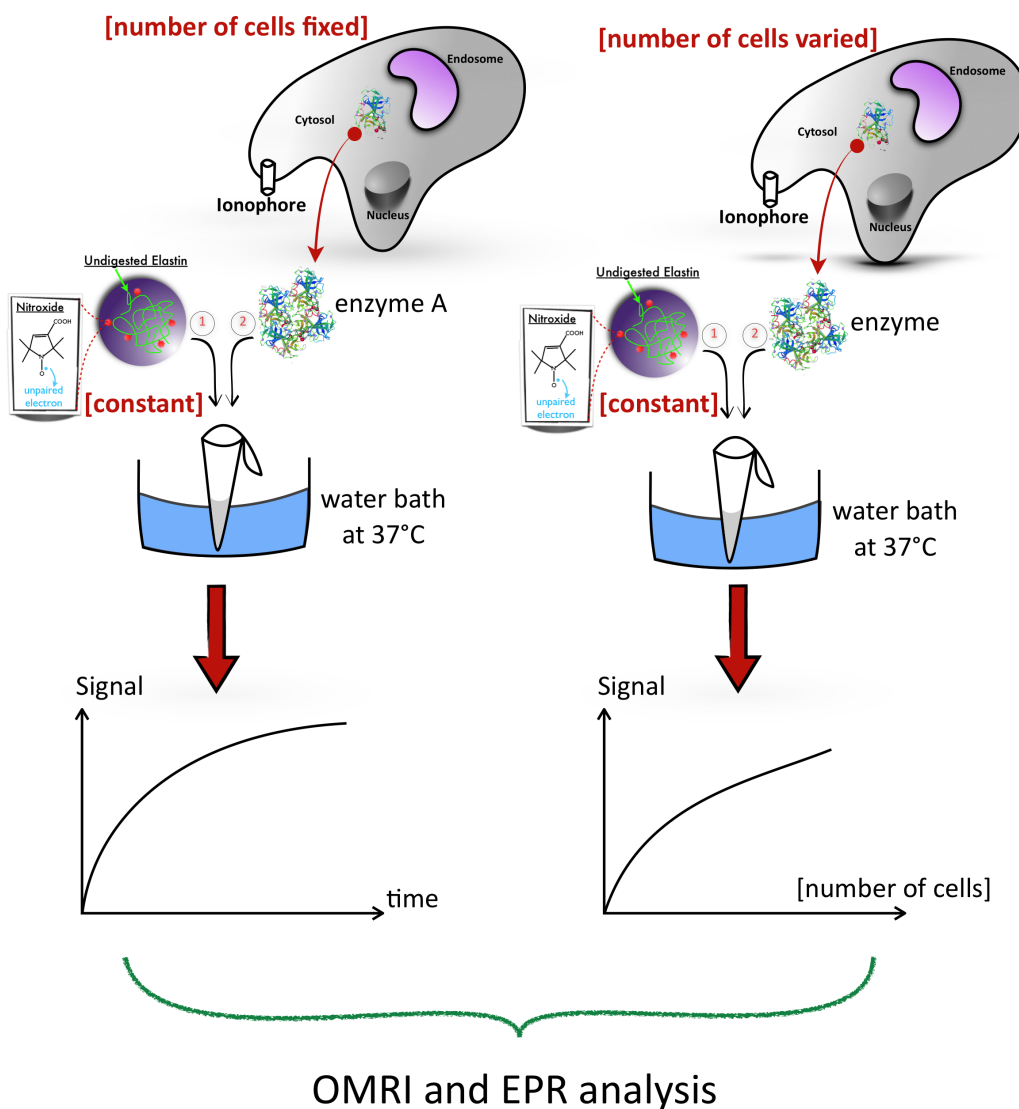 [number of cells fixed]
Endosome
Cytosol
Ionophore
Nucleus
Undigested Elastin
Nitroxide
COOH
N
O
unpaired
electron
1
2
enzyme A
[constant]
water bath
at 37°C
Signal
time
[number of cells varied]
Endosome
Cytosol
Ionophore
Nucleus
Undigested Elastin
Nitroxide
COOH
N
O
unpaired
electron
1
2
enzyme
[constant]
water bath
at 37°C
Signal
[number of cells]
OMRI and EPR analysis